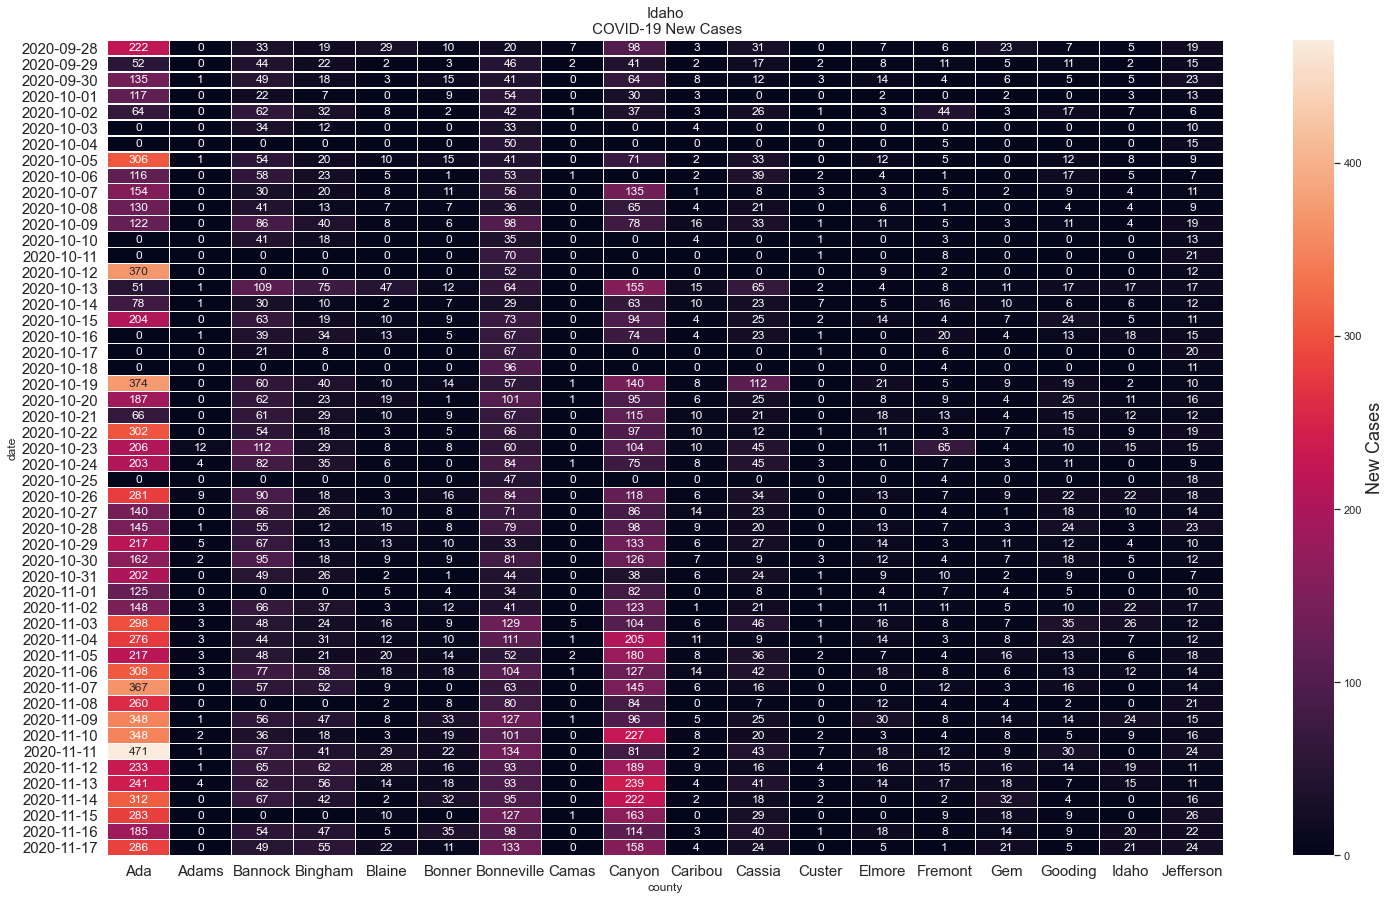 Idaho
COVID-19 New Cases
2020-09-28 222 0 33 19 29 10 20 7 98 3 31 0 7 6 23 7 5 19
2020-09-29 52 0 44 22 2 3 46 2 41 2 17 2 8 11 5 11 2 15
2020-09-30 135 1 49 18 3 15 41 0 64 8 12 3 14 4 6 5 5 23
2020-10-01 117 0 22 7 0 9 54 0 30 3 0 0 2 0 2 0 3 13
2020-10-02 64 0 62 32 8 2 42 1 37 3 26 1 3 44 3 17 7 6
2020-10-03 0 0 34 12 0 0 33 0 0 4 0 0 0 0 0 0 0 10
2020-10-04 0 0 0 0 0 0 50 0 0 0 0 0 0 5 0 0 0 15
2020-10-05 306 1 54 20 10 15 41 0 71 2 33 0 12 5 0 12 8 9
2020-10-06 116 0 58 23 5 1 53 1 0 2 39 2 4 1 0 17 5 7
2020-10-07 154 0 30 20 8 11 56 0 135 1 8 3 3 5 2 9 4 11
2020-10-08 130 0 41 13 7 7 36 0 65 4 21 0 6 1 0 4 4 9
2020-10-09 122 0 86 40 8 6 98 0 78 16 33 1 11 5 3 11 4 19
2020-10-10 0 0 41 18 0 0 35 0 0 4 0 1 0 3 0 0 0 13
2020-10-11 0 0 0 0 0 0 70 0 0 0 0 1 0 8 0 0 0 21
2020-10-12 370 0 0 0 0 0 52 0 0 0 0 0 9 2 0 0 0 12
2020-10-13 51 1 109 75 47 12 64 0 155 15 65 2 4 8 11 17 17 17
2020-10-14 78 1 30 10 2 7 29 0 63 10 23 7 5 16 10 6 6 12
2020-10-15 204 0 63 19 10 9 73 0 94 4 25 2 14 4 7 24 5 11
2020-10-16 0 1 39 34 13 5 67 0 74 4 23 1 0 20 4 13 18 15
2020-10-17 0 0 21 8 0 0 67 0 0 0 0 1 0 6 0 0 0 20
2020-10-18 0 0 0 0 0 0 96 0 0 0 0 0 0 4 0 0 0 11
2020-10-19 374 0 60 40 10 14 57 1 140 8 112 0 21 5 9 19 2 10
2020-10-20 187 0 62 23 19 1 101 1 95 6 25 0 8 9 4 25 11 16
2020-10-21 66 0 61 29 10 9 67 0 115 10 21 0 18 13 4 15 12 12
2020-10-22 302 0 54 18 3 5 66 0 97 10 12 1 11 3 7 15 9 19
2020-10-23 206 12 112 29 8 8 60 0 104 10 45 0 11 65 4 10 15 15
2020-10-24 203 4 82 35 6 0 84 1 75 8 45 3 0 7 3 11 0 9
2020-10-25 0 0 0 0 0 0 47 0 0 0 0 0 0 4 0 0 0 18
2020-10-26 281 9 90 18 3 16 84 0 118 6 34 0 13 7 9 22 22 18
2020-10-27 140 0 66 26 10 8 71 0 86 14 23 0 0 4 1 18 10 14
2020-10-28 145 1 55 12 15 8 79 0 98 9 20 0 13 7 3 24 3 23
2020-10-29 217 5 67 13 13 10 33 0 133 6 27 0 14 3 11 12 4 10
2020-10-30 162 2 95 18 9 9 81 0 126 7 9 3 12 4 7 18 5 12
2020-10-31 202 0 49 26 2 1 44 0 38 6 24 1 9 10 2 9 0 7
2020-11-01 125 0 0 0 5 4 34 0 82 0 8 1 4 7 4 5 0 10
2020-11-02 148 3 66 37 3 12 41 0 123 1 21 1 11 11 5 10 22 17
2020-11-03 298 3 48 24 16 9 129 5 104 6 46 1 16 8 7 35 26 12
2020-11-04 276 3 44 31 12 10 111 1 205 11 9 1 14 3 8 23 7 12
2020-11-05 217 3 48 21 20 14 52 2 180 8 36 2 7 4 16 13 6 18
2020-11-06 308 3 77 58 18 18 104 1 127 14 42 0 18 8 6 13 12 14
2020-11-07 367 0 57 52 9 0 63 0 145 6 16 0 0 12 3 16 0 14
2020-11-08 260 0 0 0 2 8 80 0 84 0 7 0 12 4 4 2 0 21
2020-11-09 348 1 56 47 8 33 127 1 96 5 25 0 30 8 14 14 24 15
2020-11-10 348 2 36 18 3 19 101 0 227 8 20 2 3 4 8 5 9 16
2020-11-11 471 1 67 41 29 22 134 0 81 2 43 7 18 12 9 30 0 24
2020-11-12 233 1 65 62 28 16 93 0 189 9 16 4 16 15 16 14 19 11
2020-11-13 241 4 62 56 14 18 93 0 239 4 41 3 14 17 18 7 15 11
2020-11-14 312 0 67 42 2 32 95 0 222 2 18 2 0 2 32 4 0 16
2020-11-15 283 0 0 0 10 0 127 1 163 0 29 0 0 9 18 9 0 26
2020-11-16 185 0 54 47 5 35 98 0 114 3 40 1 18 8 14 9 20 22
2020-11-17 286 0 49 55 22 11 133 0 158 4 24 0 5 1 21 5 21 24
Ada Adams Bannock Bingham Blaine Bonner Bonneville Camas Canyon Caribou Cassia Custer Elmore Fremont Gem Gooding Idaho Jefferson
county
date
400
300
200
100
0
New Cases